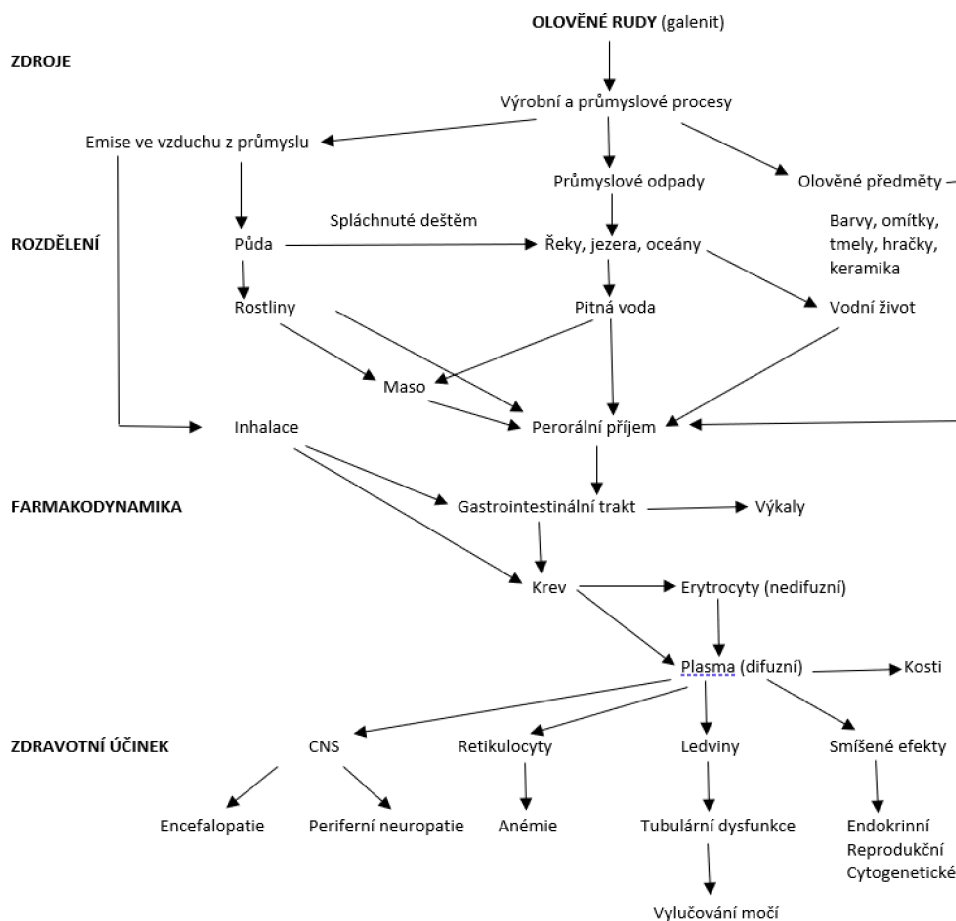 OLOVĚNÉ RUDY (galenit)
ZDROJE
Výrobní a průmyslové procesy
Emise ve vzduchu z průmyslu
Průmyslové odpady
Olověné předměty
Spláchnuté deštěm
Barvy, omítky,
tmely, hračky,
keramika
ROZDĚLENÍ
Půda
Řeky, jezera, oceány
Rostliny
Pitná voda
Vodní život
Maso
Inhalace
Perorální příjem
FARMAKODYNAMIKA
Gastrointestinální trakt
Výkaly
Krev
Erytrocyty (nedifuzní)
Plasma (difuzní)
Kosti
ZDRAVOTNÍ ÚČINEK
CNS
Retikulocyty
Ledviny
Smíšené efekty
Encefalopatie
Periferní neuropatie
Anémie
Tubulární dysfunkce
Endokrinní
Reprodukční
Cytogenetické
Vylučování močí